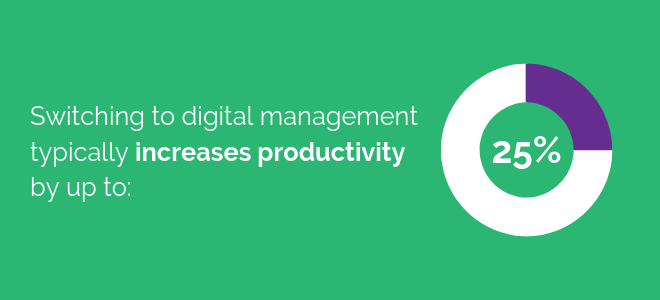 Switching to digital management
typically increases productivity
by up to:
25%